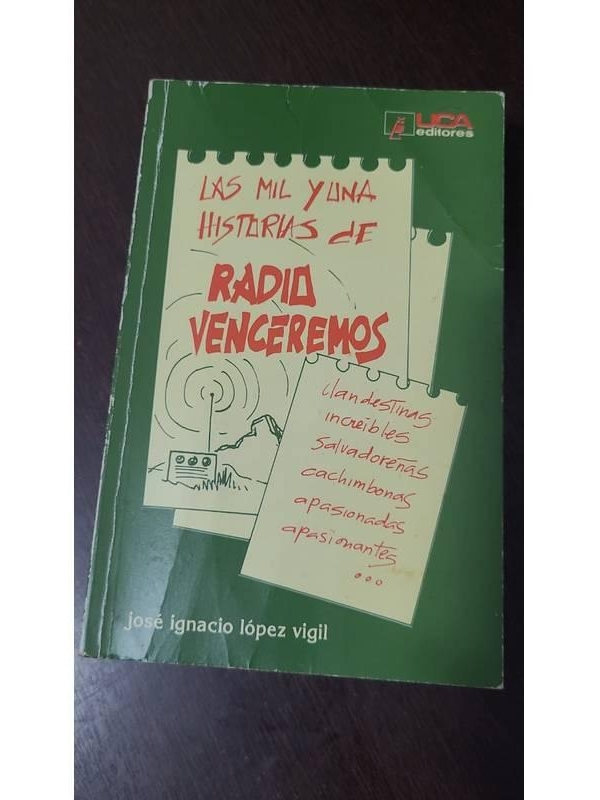 UCA
editores
LAS MIL Y UNA
HISTORIAS DE
RADIO
VENCEREMOS
clandestinas
increíbles
salvadoreñas
cachimbonas
apasionadas
apasionantes
...
josé ignacio lópez vigil